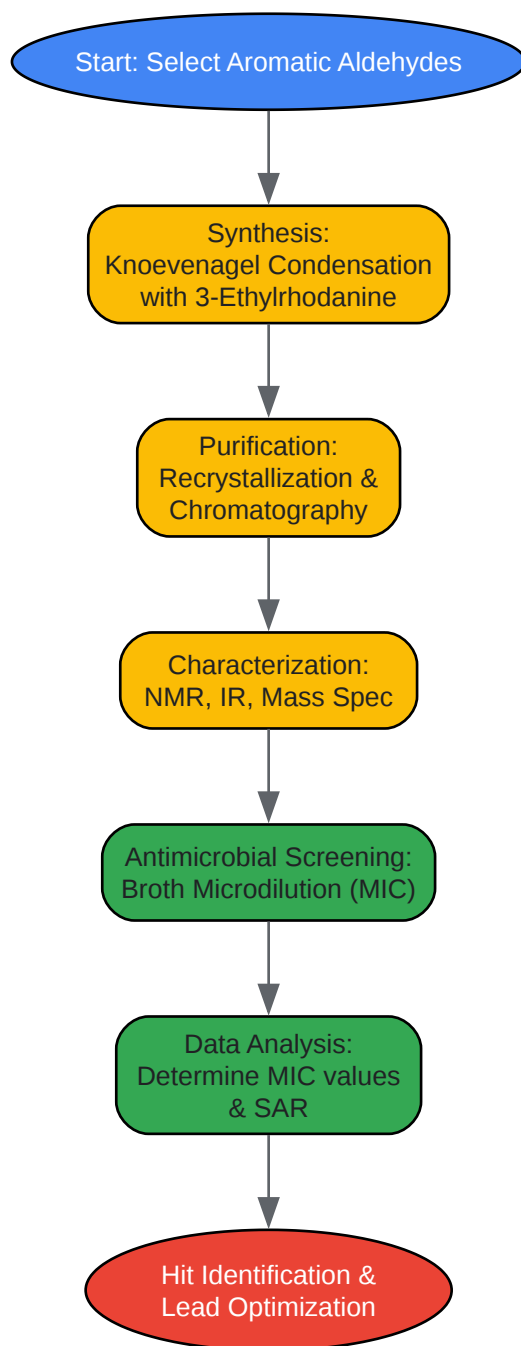 Start: Select Aromatic Aldehydes
Synthesis:
Knoevenagel Condensation
with 3-Ethylrhodanine
Purification:
Recrystallization &
Chromatography
Characterization:
NMR, IR, Mass Spec
Antimicrobial Screening:
Broth Microdilution (MIC)
Data Analysis:
Determine MIC values
& SAR
Hit Identification &
Lead Optimization